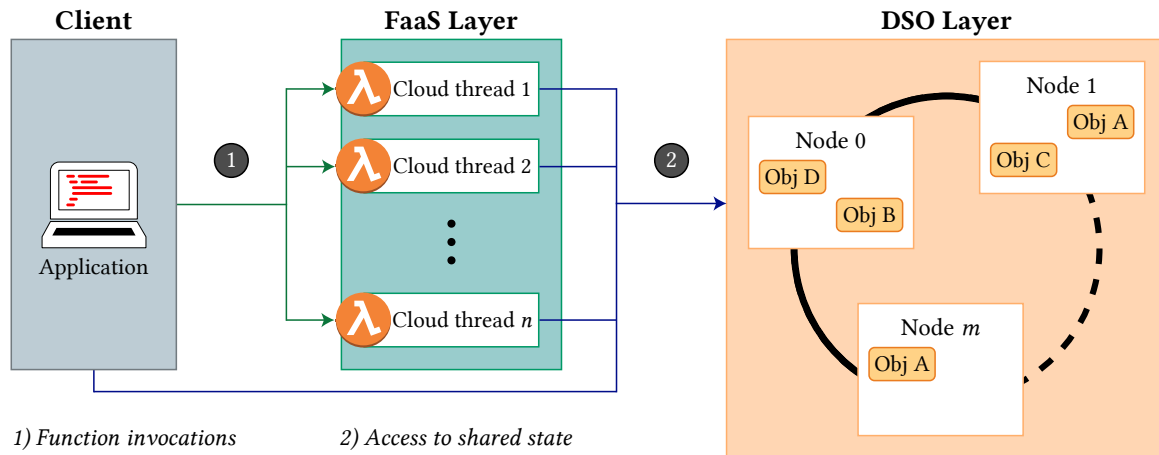 Client
FaaS Layer
DSO Layer
Application
1
λ
Cloud thread 1
λ
Cloud thread 2
λ
Cloud thread n
2
Node 0
Obj D
Obj B
Node 1
Obj A
Obj C
Node m
Obj A
1) Function invocations
2) Access to shared state